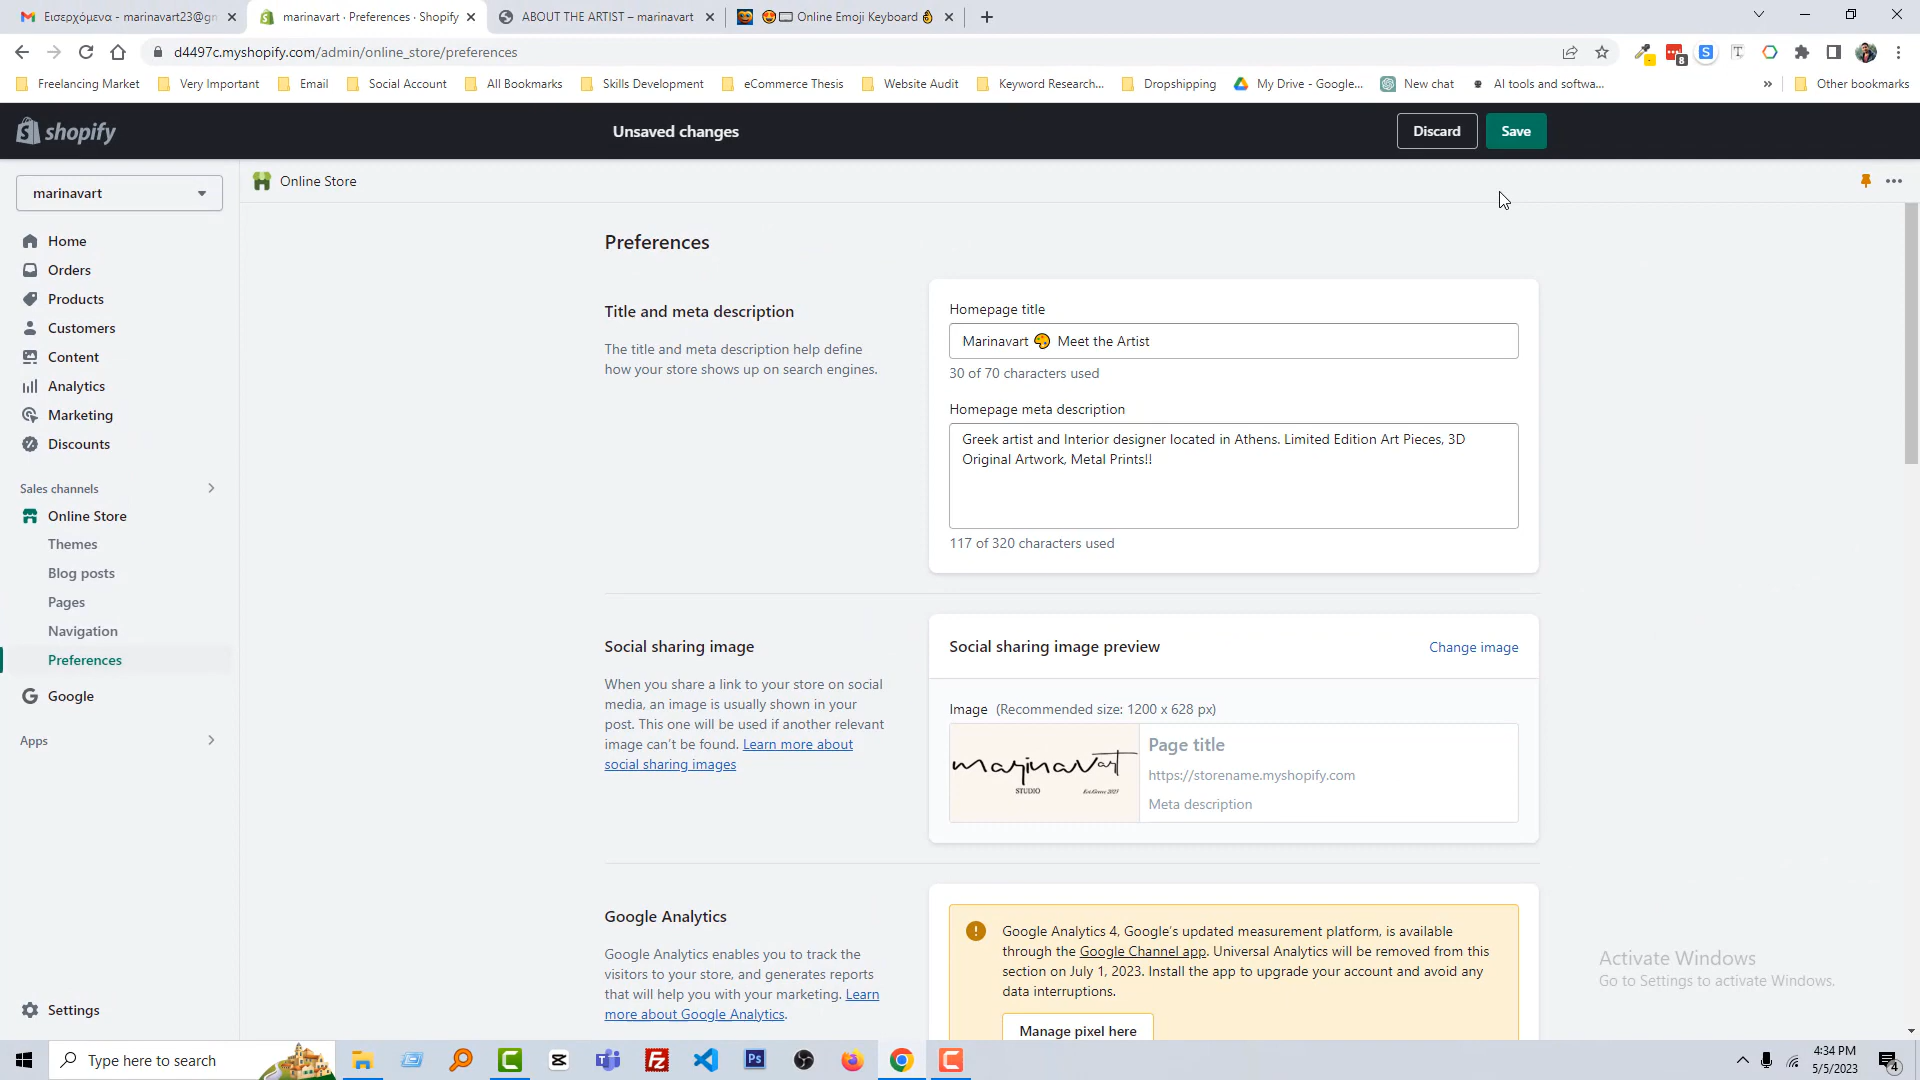 Εισερχόμενα - marinavart23@gm
marinavart · Preferences · Shopify
ABOUT THE ARTIST – marinavart
😍⌨ Online Emoji Keyboard 👌
d4497c.myshopify.com/admin/online_store/preferences
Freelancing Market
Very Important
Email
Social Account
All Bookmarks
Skills Development
eCommerce Thesis
Website Audit
Keyword Research...
Dropshipping
My Drive - Google...
New chat
AI tools and softwa...
»
Other bookmarks
shopify
Unsaved changes
Discard
Save
marinavart
Online Store
Home
Orders
Products
Customers
Content
Analytics
Marketing
Discounts
Sales channels
Online Store
Themes
Blog posts
Pages
Navigation
Preferences
Google
Apps
Settings
Preferences
Title and meta description
The title and meta description help define
how your store shows up on search engines.
Homepage title
Marinavart 🎨 Meet the Artist
30 of 70 characters used
Homepage meta description
Greek artist and Interior designer located in Athens. Limited Edition Art Pieces, 3D
Original Artwork, Metal Prints!!
117 of 320 characters used
Social sharing image
When you share a link to your store on social
media, an image is usually shown in your
post. This one will be used if another relevant
image can't be found. Learn more about
social sharing images
Social sharing image preview
Change image
Image (Recommended size: 1200 x 628 px)
marinavart
STUDIO
Page title
https://storename.myshopify.com
Meta description
Google Analytics
Google Analytics enables you to track the
visitors to your store, and generates reports
that will help you with your marketing. Learn
more about Google Analytics.
Google Analytics 4, Google's updated measurement platform, is available
through the Google Channel app. Universal Analytics will be removed from this
section on July 1, 2023. Install the app to upgrade your account and avoid any
data interruptions.
Manage pixel here
Activate Windows
Go to Settings to activate Windows.
Type here to search
4:34 PM
5/5/2023
4